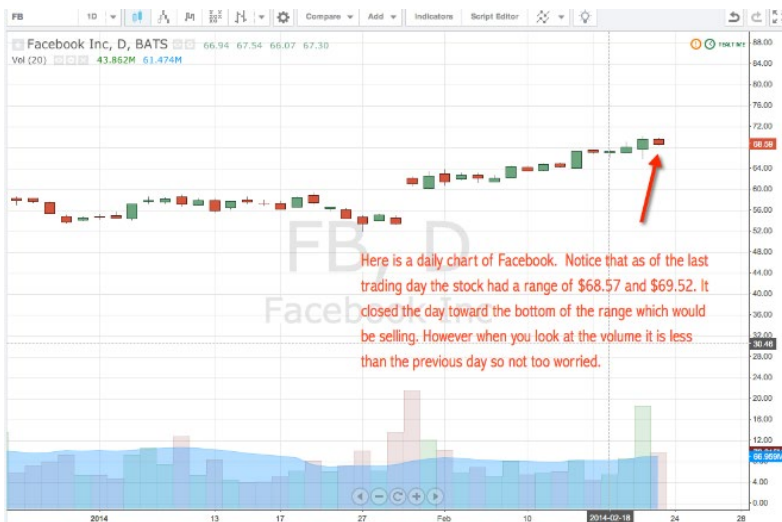 FB 1D Compare Add Indicators Script Editor
Facebook Inc, D, BATS 66.94 67.54 66.07 67.30
Vol (20) 43.862M 61.474M
88.00
84.00
80.00
76.00
72.00
68.59
64.00
60.00
56.00
52.00
48.00
44.00
40.00
36.00
32.00
30.46
28.00
24.00
20.00
16.00
12.00
4.00
0.00
FB, D
Facebook Inc
Here is a daily chart of Facebook. Notice that as of the last
trading day the stock had a range of $68.57 and $69.52. It
closed the day toward the bottom of the range which would
be selling. However when you look at the volume it is less
than the previous day so not too worried.
2014 13 17 27 Feb 10 2014-02-18 24 28